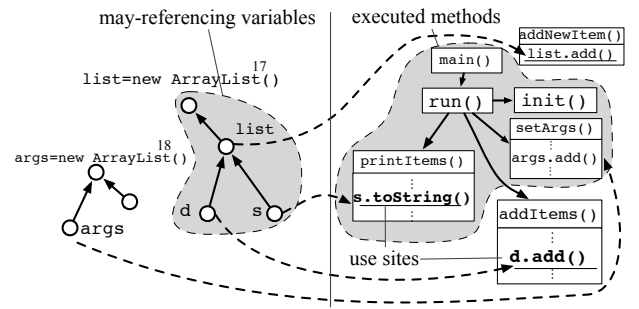 may-referencing variables
executed methods
list=new ArrayList()17
main()
addNewItem()
list.add()
run()
init()
list
setArgs()
args.add()
args=new ArrayList()18
printItems()
s.toString()
d
s
addItems()
args
use sites
d.add()